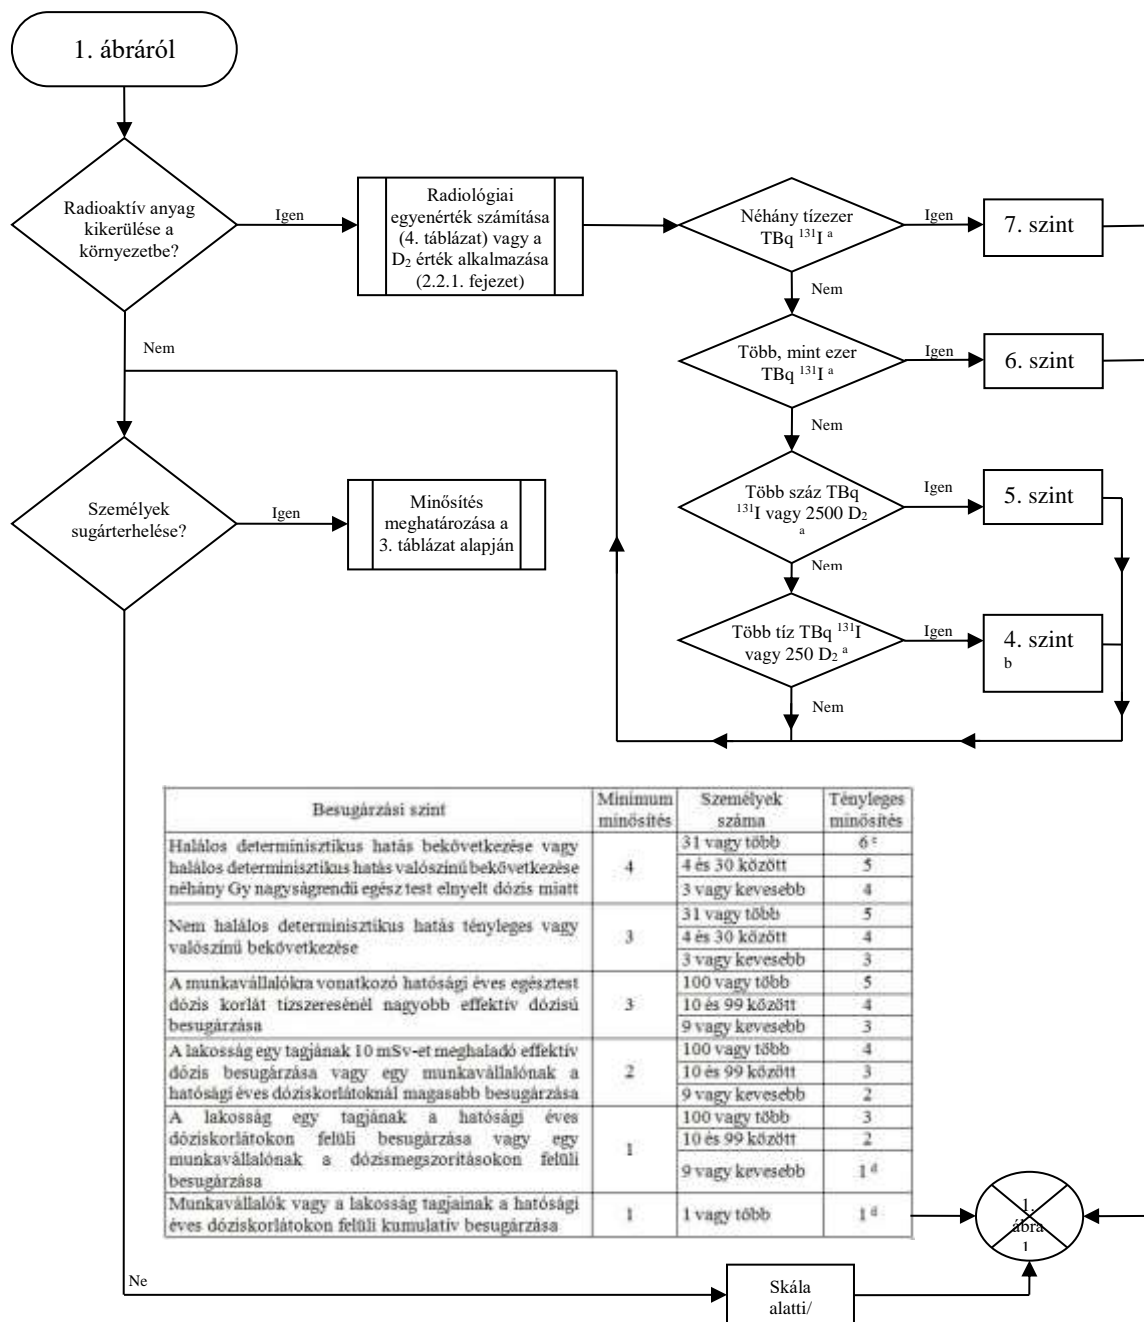 1. ábráról
Radioaktív anyag
kikerülése a
környezetbe?
Igen
Radiológiai
egyenérték számítása
(4. táblázat) vagy a
D₂ érték alkalmazása
(2.2.1. fejezet)
Néhány tízezer
TBq ¹³¹I ᵃ
Igen
7. szint
Nem
Több, mint ezer
TBq ¹³¹I ᵃ
Igen
6. szint
Nem
Nem
Személyek
sugárterhelése?
Igen
Minősítés
meghatározása a
3. táblázat alapján
Több száz TBq
¹³¹I vagy 2500 D₂
ᵃ
Igen
5. szint
Nem
Több tíz TBq ¹³¹I
vagy 250 D₂ ᵃ
Igen
4. szint
ᵇ
Nem
Besugárzási szint
Minimum
minősítés
Személyek
száma
Tényleges
minősítés
Halálos determinisztikus hatás bekövetkezése vagy
halálos determinisztikus hatás valószínű bekövetkezése
néhány Gy nagyságrendű egész test elnyelt dózis miatt
4
31 vagy több
6 ᶜ
4 és 30 között
5
3 vagy kevesebb
4
Nem halálos determinisztikus hatás tényleges vagy
valószínű bekövetkezése
3
31 vagy több
5
4 és 30 között
4
3 vagy kevesebb
3
A munkavállalókra vonatkozó hatósági éves egésztest
dózis korlát tízszeresénél nagyobb effektív dózisú
besugárzása
3
100 vagy több
5
10 és 99 között
4
9 vagy kevesebb
3
A lakosság egy tagjának 10 mSv-et meghaladó effektív
dózis besugárzása vagy egy munkavállalónak a
hatósági éves dóziskorlátoknál magasabb besugárzása
2
100 vagy több
4
10 és 99 között
3
9 vagy kevesebb
2
A lakosság egy tagjának a hatósági éves
dóziskorlátokon felüli besugárzása vagy egy
munkavállalónak a dózismegszorításokon felüli
besugárzása
1
100 vagy több
3
10 és 99 között
2
9 vagy kevesebb
1 ᵈ
Munkavállalók vagy a lakosság tagjainak a hatósági
éves dóziskorlátokon felüli kumulatív besugárzása
1
1 vagy több
1 ᵈ
1.
ábra
Ne
Skála
alatti/